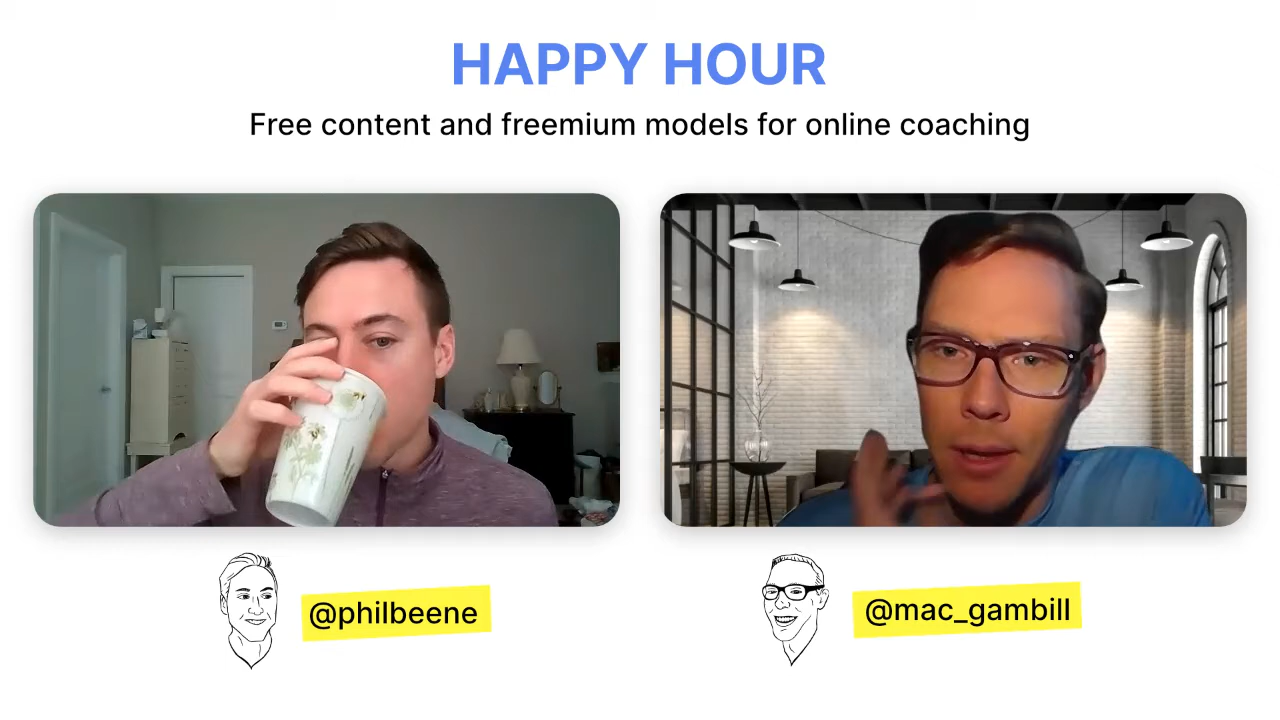 HAPPY HOUR
Free content and freemium models for online coaching
@philbeene
@mac_gambill